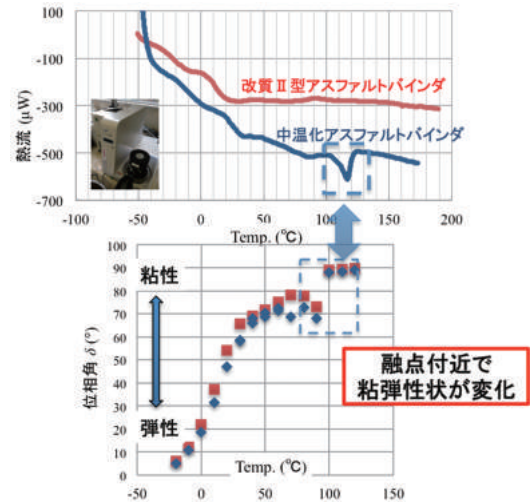 100
-100
-300
-500
-700
熱流 (μW)
改質Ⅱ型アスファルトバインダ
中温化アスファルトバインダ
-100 -50 0 50 100 150 200
Temp. (℃)
100
90
80
70
60
50
40
30
20
10
0
位相角 δ (°)
粘性
弾性
融点付近で
粘弾性状が変化
Temp.(℃)
-50 0 50 100 150